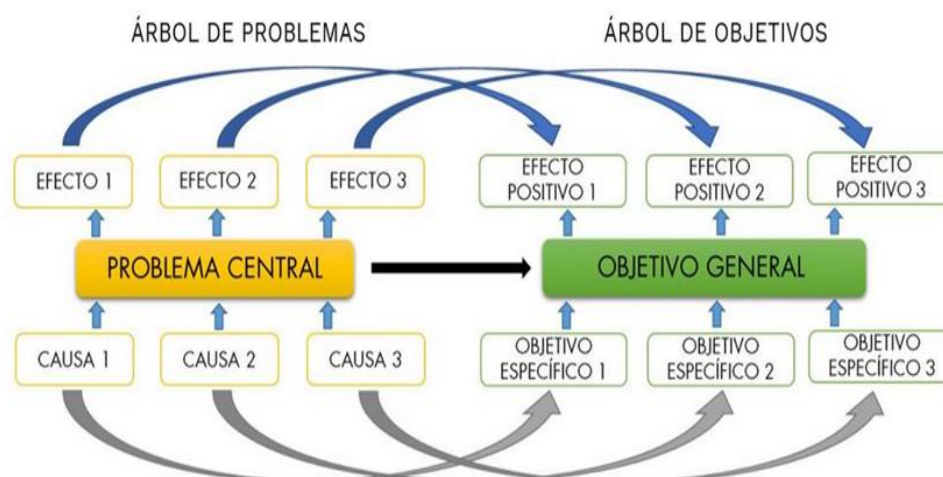 ÁRBOL DE PROBLEMAS
ÁRBOL DE OBJETIVOS
EFECTO 1
EFECTO 2
EFECTO 3
EFECTO
POSITIVO 1
EFECTO
POSITIVO 2
EFECTO
POSITIVO 3
PROBLEMA CENTRAL
OBJETIVO GENERAL
CAUSA 1
CAUSA 2
CAUSA 3
OBJETIVO
ESPECÍFICO 1
OBJETIVO
ESPECÍFICO 2
OBJETIVO
ESPECÍFICO 3